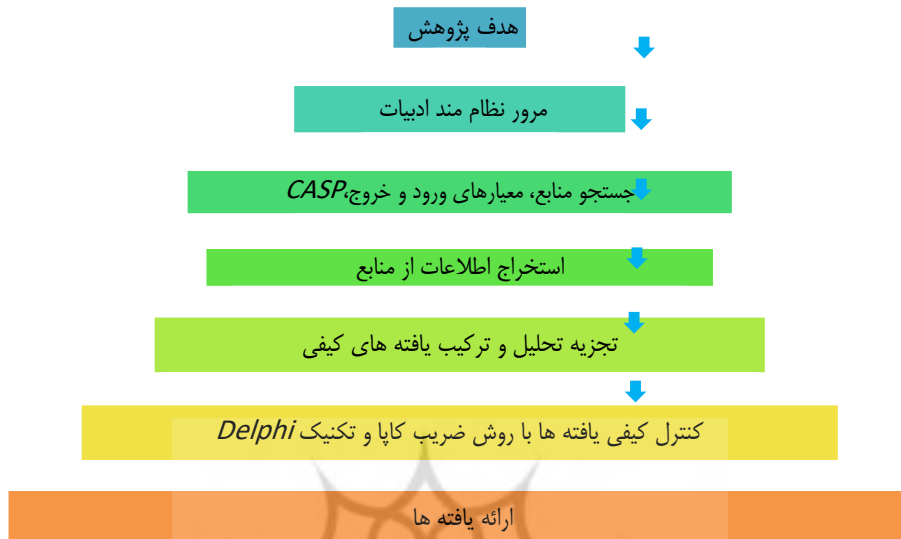 هدف پژوهش
مرور نظام مند ادبیات
جستجو منابع، معیارهای ورود و خروج،CASP
استخراج اطلاعات از منابع
تجزیه تحلیل و ترکیب یافته های کیفی
کنترل کیفی یافته ها با روش ضریب کاپا و تکنیک Delphi
ارائه یافته ها